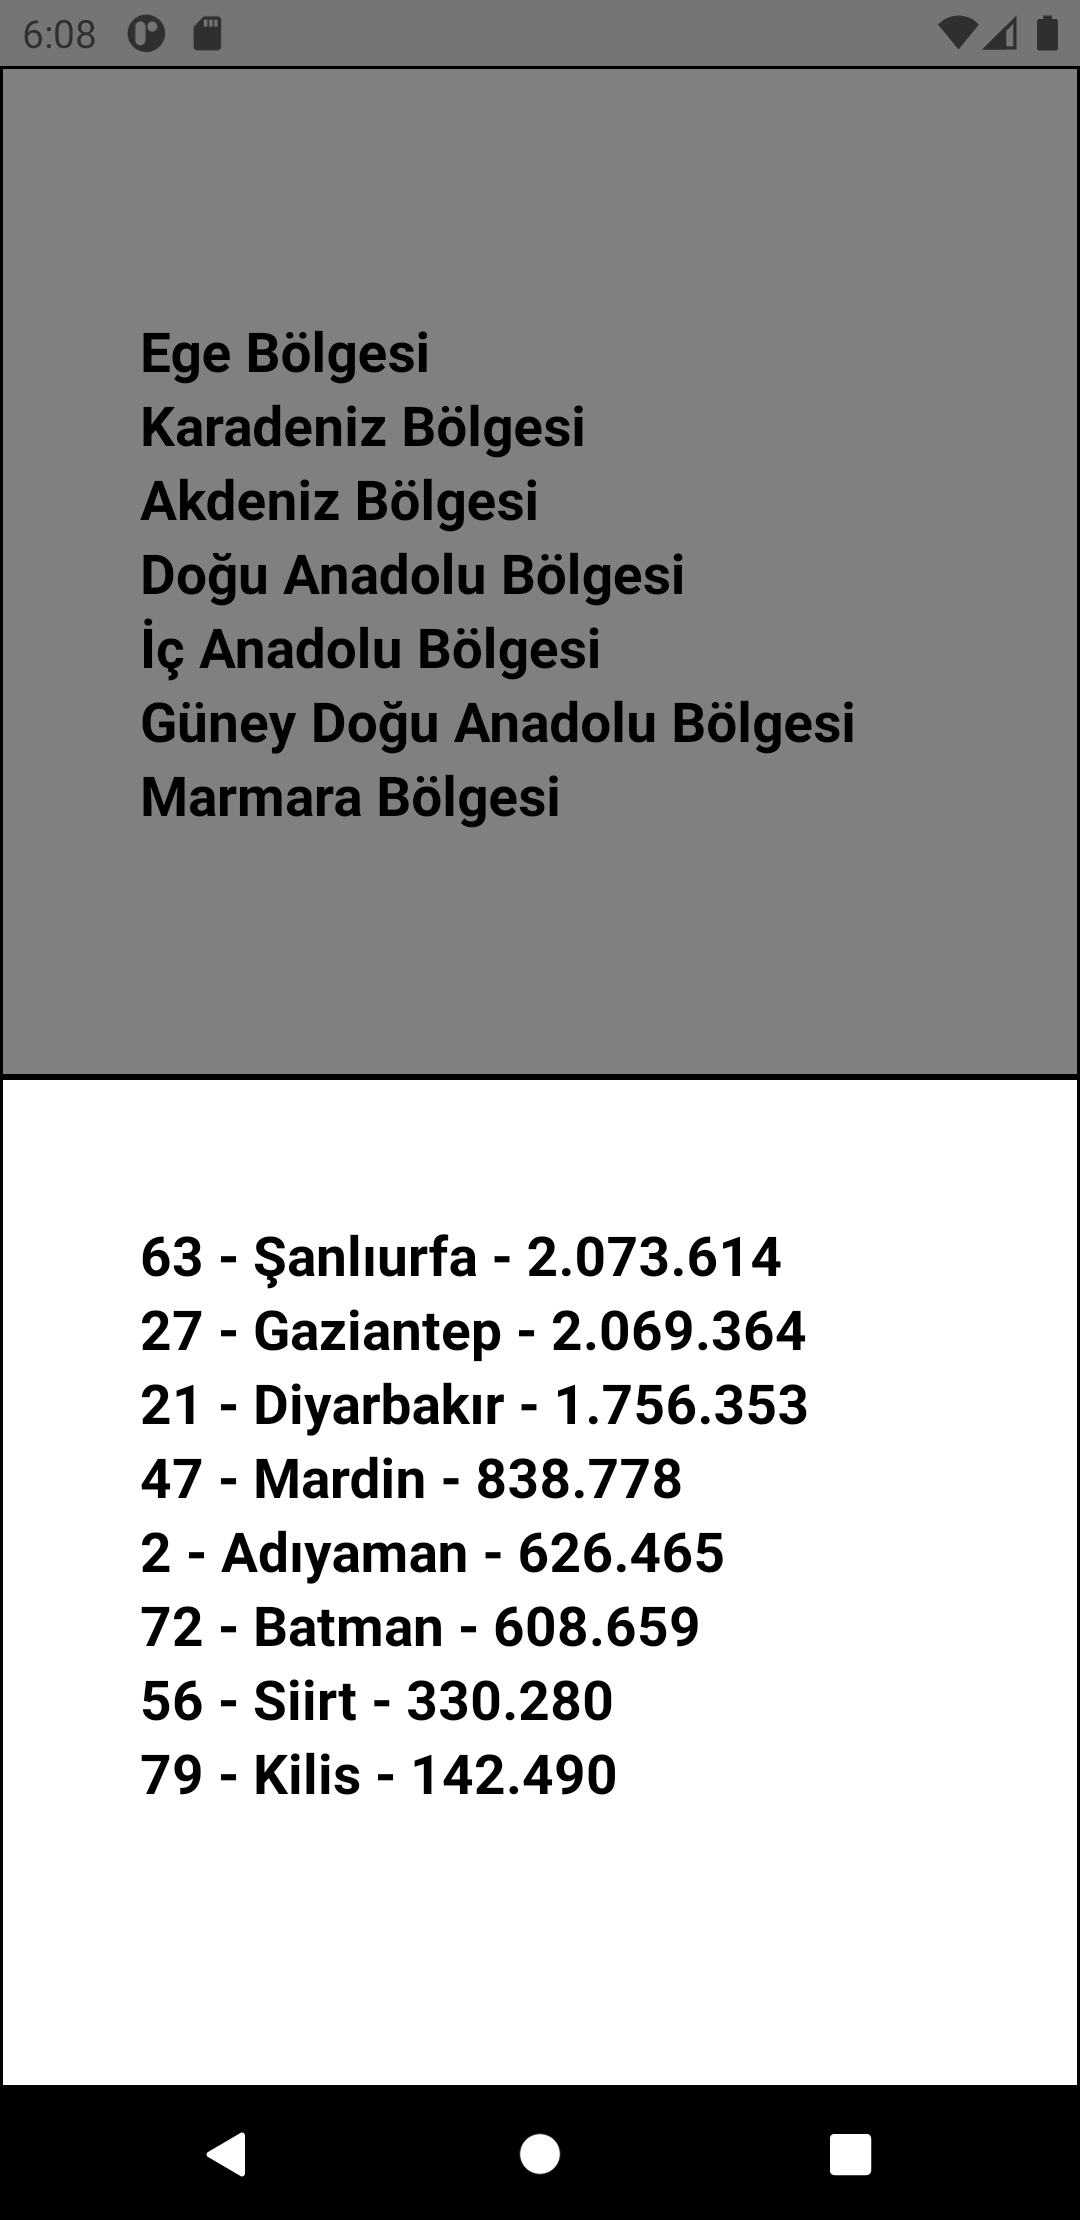 6:08
Ege Bölgesi
Karadeniz Bölgesi
Akdeniz Bölgesi
Doğu Anadolu Bölgesi
İç Anadolu Bölgesi
Güney Doğu Anadolu Bölgesi
Marmara Bölgesi
63 - Şanlıurfa - 2.073.614
27 - Gaziantep - 2.069.364
21 - Diyarbakır - 1.756.353
47 - Mardin - 838.778
2 - Adıyaman - 626.465
72 - Batman - 608.659
56 - Siirt - 330.280
79 - Kilis - 142.490